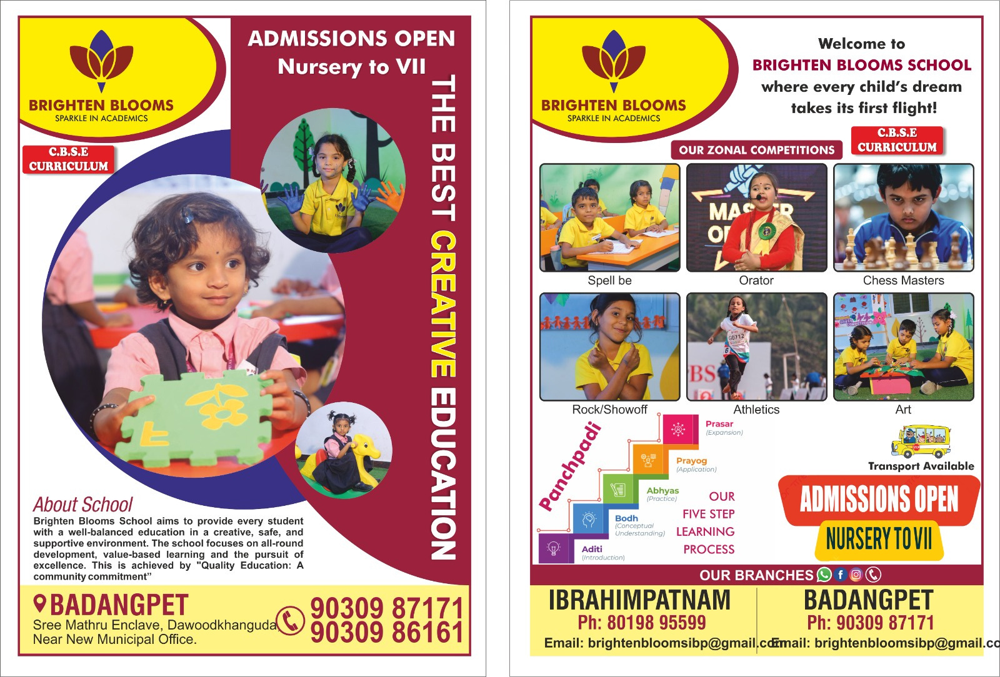 BRIGHTEN BLOOMS
SPARKLE IN ACADEMICS
C.B.S.E
CURRICULUM
ADMISSIONS OPEN
Nursery to VII
THE BEST CREATIVE EDUCATION
About School
Brighten Blooms School aims to provide every student
with a well-balanced education in a creative, safe, and
supportive environment. The school focuses on all-round
development, value-based learning and the pursuit of
excellence. This is achieved by "Quality Education: A
community commitment”
BADANGPET
Sree Mathru Enclave, Dawoodkhanguda,
Near New Municipal Office.
90309 87171
90309 86161
BRIGHTEN BLOOMS
SPARKLE IN ACADEMICS
Welcome to
BRIGHTEN BLOOMS SCHOOL
where every child’s dream
takes its first flight!
C.B.S.E
CURRICULUM
OUR ZONAL COMPETITIONS
MASTER
Spell be
Orator
Chess Masters
G0712
6
BS
Rock/Showoff
Athletics
Art
Panchpadi
Prasar
(Expansion)
Prayog
(Application)
Abhyas
(Practice)
Bodh
(Conceptual
Understanding)
Aditi
(Introduction)
OUR
FIVE STEP
LEARNING
PROCESS
STOP
Transport Available
ADMISSIONS OPEN
NURSERY TO VII
OUR BRANCHES
IBRAHIMPATNAM
Ph: 80198 95599
Email: brightenbloomsibp@gmail.com
BADANGPET
Ph: 90309 87171
Email: brightenbloomsibp@gmail.co